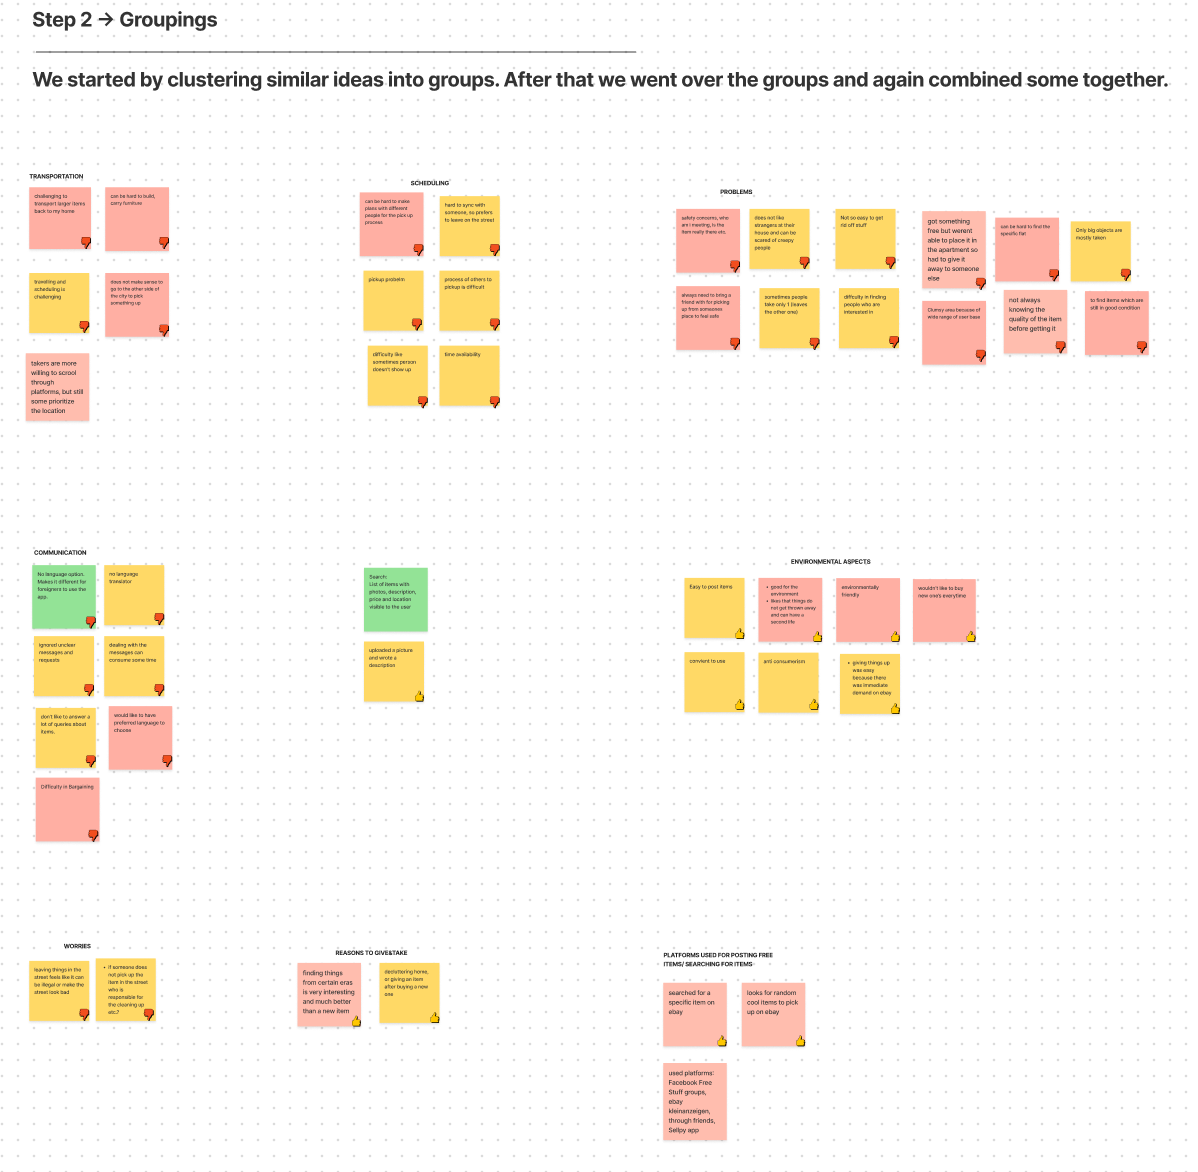 Step 2 → Groupings
We started by clustering similar ideas into groups. After that we went over the groups and again combined some together.
TRANSPORTATION
challenging to
transport larger items
back to my home
can be hard to build,
carry furniture
travelling and
scheduling is
challenging
does not make sense to
go to the other side of
the city to pick
something up
takers are more
willing to scrool
through
platforms, but still
some prioritize
the location
SCHEDULING
can be hard to make
plans with different
people for the pick up
process
hard to sync with
someone, so prefers
to leave on the street
pickup probelm
process of others to
pickup is difficult
difficulty like
sometimes person
doesn't show up
time availability
PROBLEMS
safety concerns, who
am I meeting, is the
item really there etc.
does not like
strangers at their
house and can be
scared of creepy
people
Not so easy to get
rid off stuff
always need to bring a
friend with for picking
up from someones
place to feel safe
sometimes people
take only 1 (leaves
the other one)
difficulty in finding
people who are
interested in
got something
free but werent
able to place it in
the apartment so
had to give it
away to someone
else
can be hard to find the
specific flat
Only big objects are
mostly taken
Clumsy area because of
wide range of user base
not always
knowing the
quality of the item
before getting it
to find items which are
still in good condition
COMMUNICATION
No language option.
Makes it different for
foreigners to use the
app.
no language
translator
ignored unclear
messages and
requests
dealing with the
messages can
consume some time
don't like to answer a
lot of queries about
items.
would like to have
preferred language to
choose
Difficulty in Bargaining
Search:
List of items with
photos, description,
price and location
visible to the user
uploaded a picture
and wrote a
description
ENVIRONMENTAL ASPECTS
Easy to post items
• good for the
environment
• likes that things do
not get thrown away
and can have a
second life
environmentally
friendly
wouldn't like to buy
new one's everytime
convient to use
anti consumerism
• giving things up
was easy
because there
was immediate
demand on ebay
WORRIES
leaving things in the
street feels like it can
be illegal or make the
street look bad
• if someone does
not pick up the
item in the street
who is
responsible for
the cleaning up
etc.?
REASONS TO GIVE&TAKE
finding things
from certain eras
is very interesting
and much better
than a new item
decluttering home,
or giving an item
after buying a new
one
PLATFORMS USED FOR POSTING FREE
ITEMS/ SEARCHING FOR ITEMS
searched for a
specific item on
ebay
looks for random
cool items to pick
up on ebay
used platforms:
Facebook Free
Stuff groups,
ebay
kleinanzeigen,
through friends,
Sellpy app